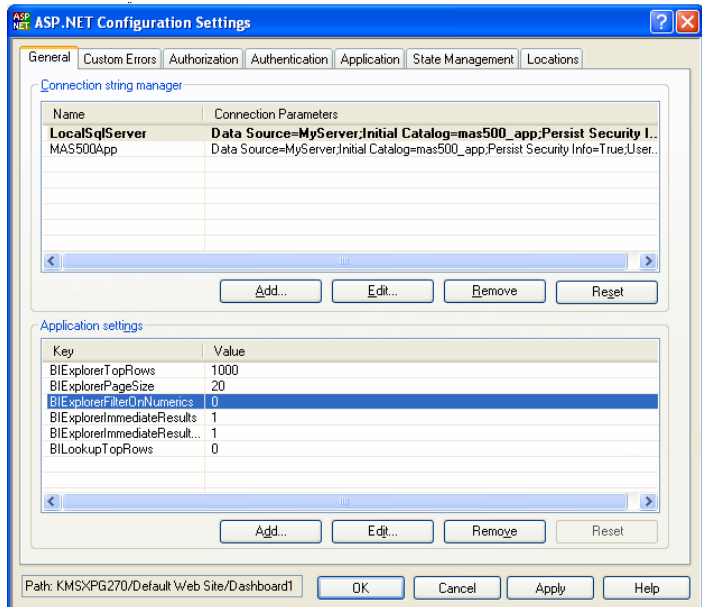 ASP.NET Configuration Settings
General Custom Errors Authorization Authentication Application State Management Locations
Connection string manager
Name Connection Parameters
LocalSqlServer Data Source=MyServer;Initial Catalog=mas500_app;Persist Security I..
MAS500App Data Source=MyServer;Initial Catalog=mas500_app;Persist Security Info=True;User..
Add... Edit... Remove Reset
Application settings
Key Value
BIExplorerTopRows 1000
BIExplorerPageSize 20
BIExplorerFilterOnNumerics 0
BIExplorerImmediateResults 1
BIExplorerImmediateResult... 1
BILookupTopRows 0
Add... Edit... Remove Reset
Path: KMSXPG270/Default Web Site/Dashboard1 OK Cancel Apply Help